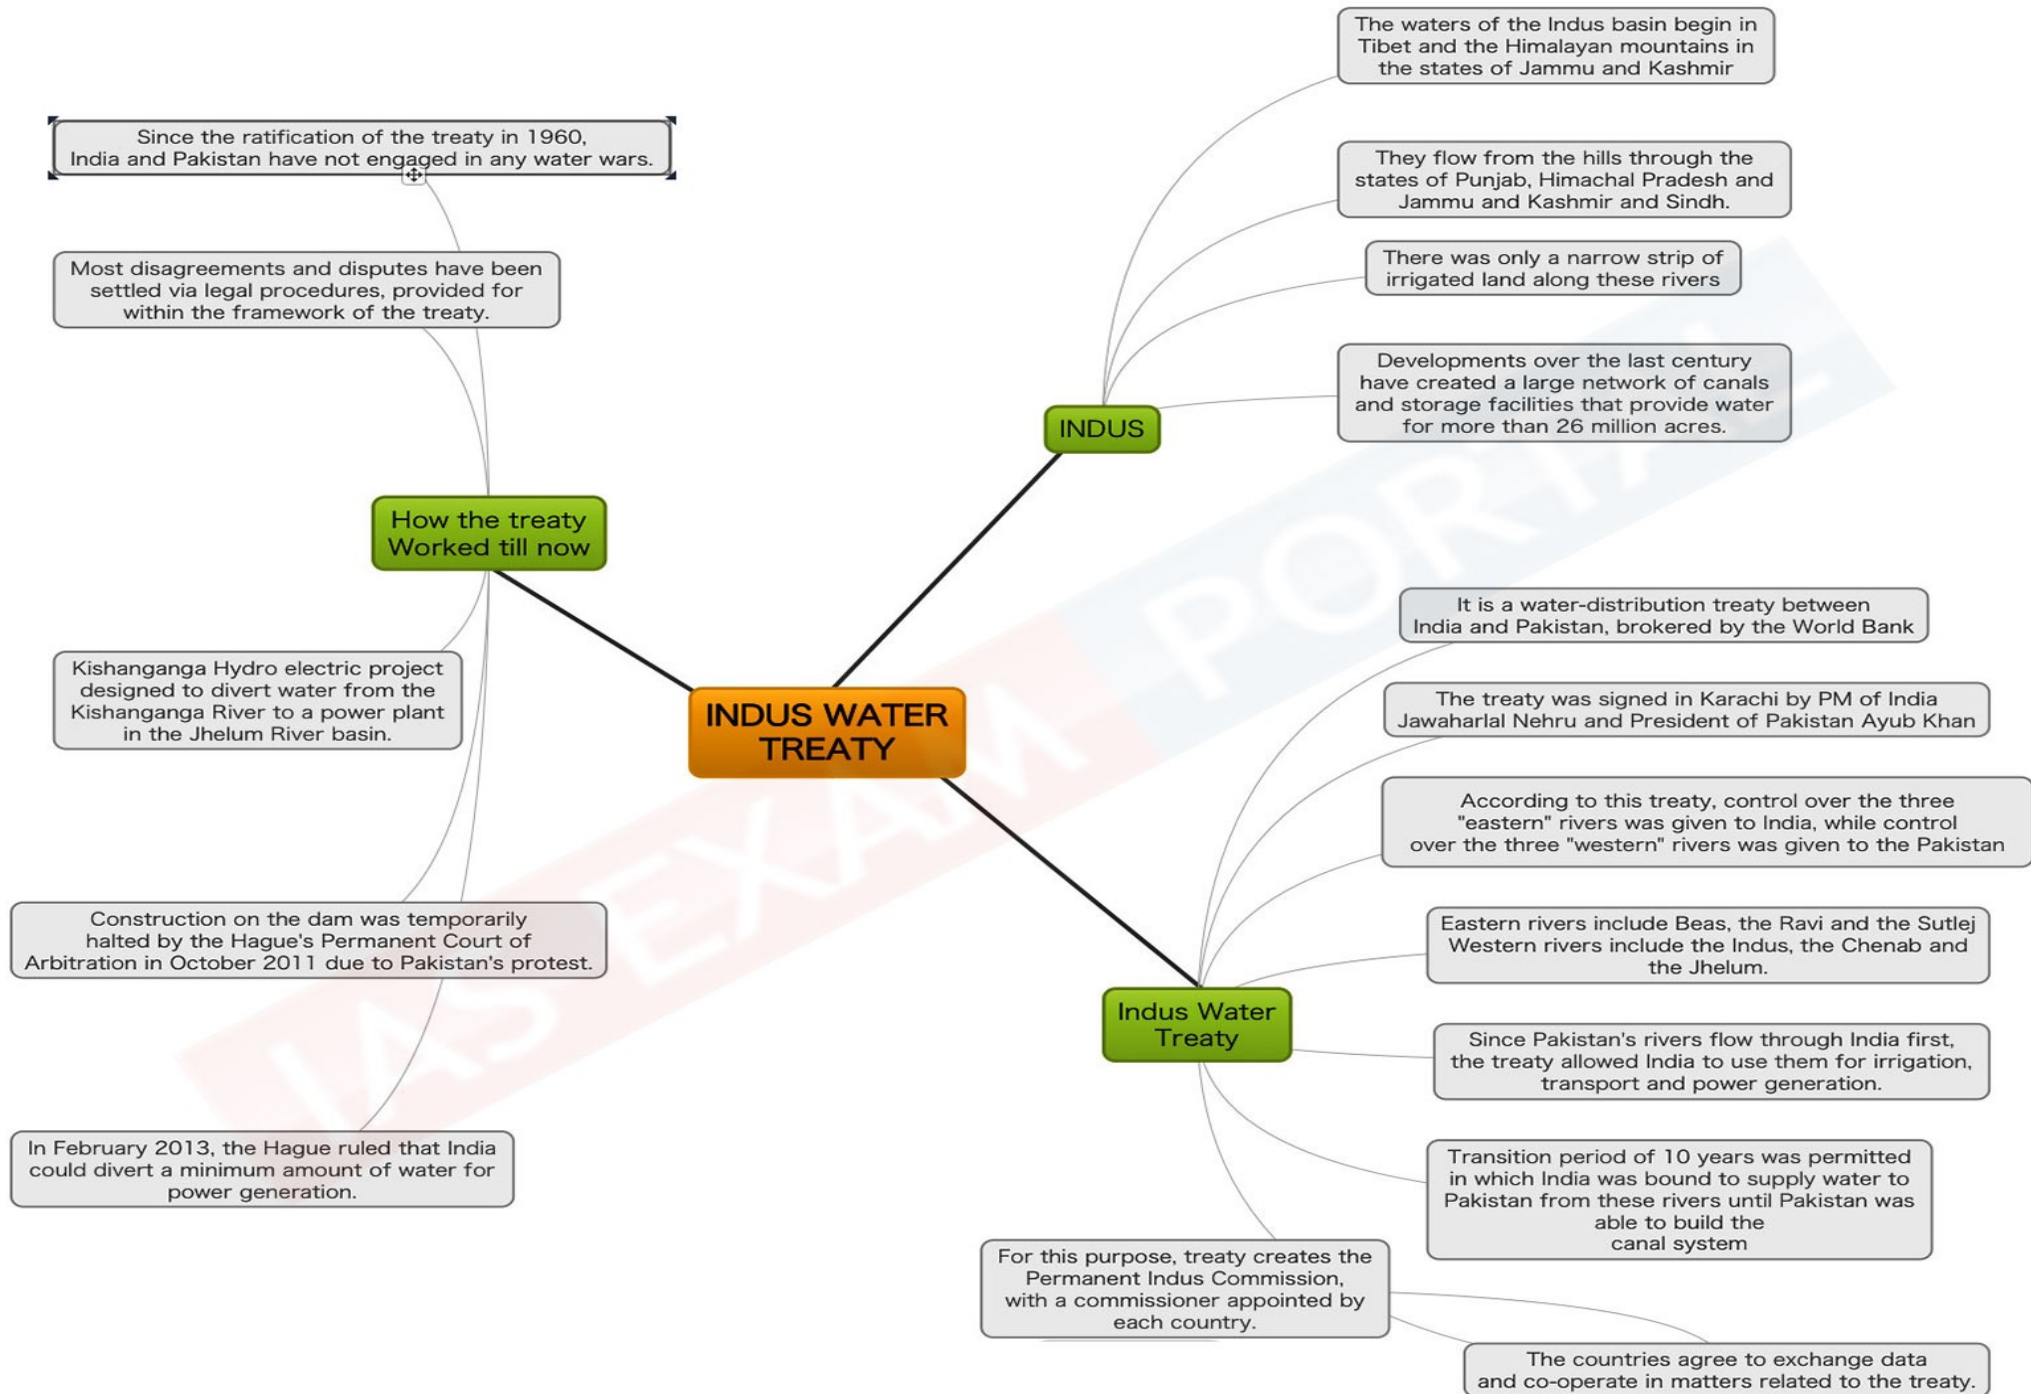 The waters of the Indus basin begin in
Tibet and the Himalayan mountains in
the states of Jammu and Kashmir
They flow from the hills through the
states of Punjab, Himachal Pradesh and
Jammu and Kashmir and Sindh.
There was only a narrow strip of
irrigated land along these rivers
Developments over the last century
have created a large network of canals
and storage facilities that provide water
for more than 26 million acres.
INDUS
Since the ratification of the treaty in 1960,
India and Pakistan have not engaged in any water wars.
Most disagreements and disputes have been
settled via legal procedures, provided for
within the framework of the treaty.
How the treaty
Worked till now
Kishanganga Hydro electric project
designed to divert water from the
Kishanganga River to a power plant
in the Jhelum River basin.
Construction on the dam was temporarily
halted by the Hague's Permanent Court of
Arbitration in October 2011 due to Pakistan's protest.
In February 2013, the Hague ruled that India
could divert a minimum amount of water for
power generation.
INDUS WATER
TREATY
It is a water-distribution treaty between
India and Pakistan, brokered by the World Bank
The treaty was signed in Karachi by PM of India
Jawaharlal Nehru and President of Pakistan Ayub Khan
According to this treaty, control over the three
"eastern" rivers was given to India, while control
over the three "western" rivers was given to the Pakistan
Eastern rivers include Beas, the Ravi and the Sutlej
Western rivers include the Indus, the Chenab and
the Jhelum.
Indus Water
Treaty
Since Pakistan's rivers flow through India first,
the treaty allowed India to use them for irrigation,
transport and power generation.
Transition period of 10 years was permitted
in which India was bound to supply water to
Pakistan from these rivers until Pakistan was
able to build the
canal system
For this purpose, treaty creates the
Permanent Indus Commission,
with a commissioner appointed by
each country.
The countries agree to exchange data
and co-operate in matters related to the treaty.
IAS EXAM PORTAL